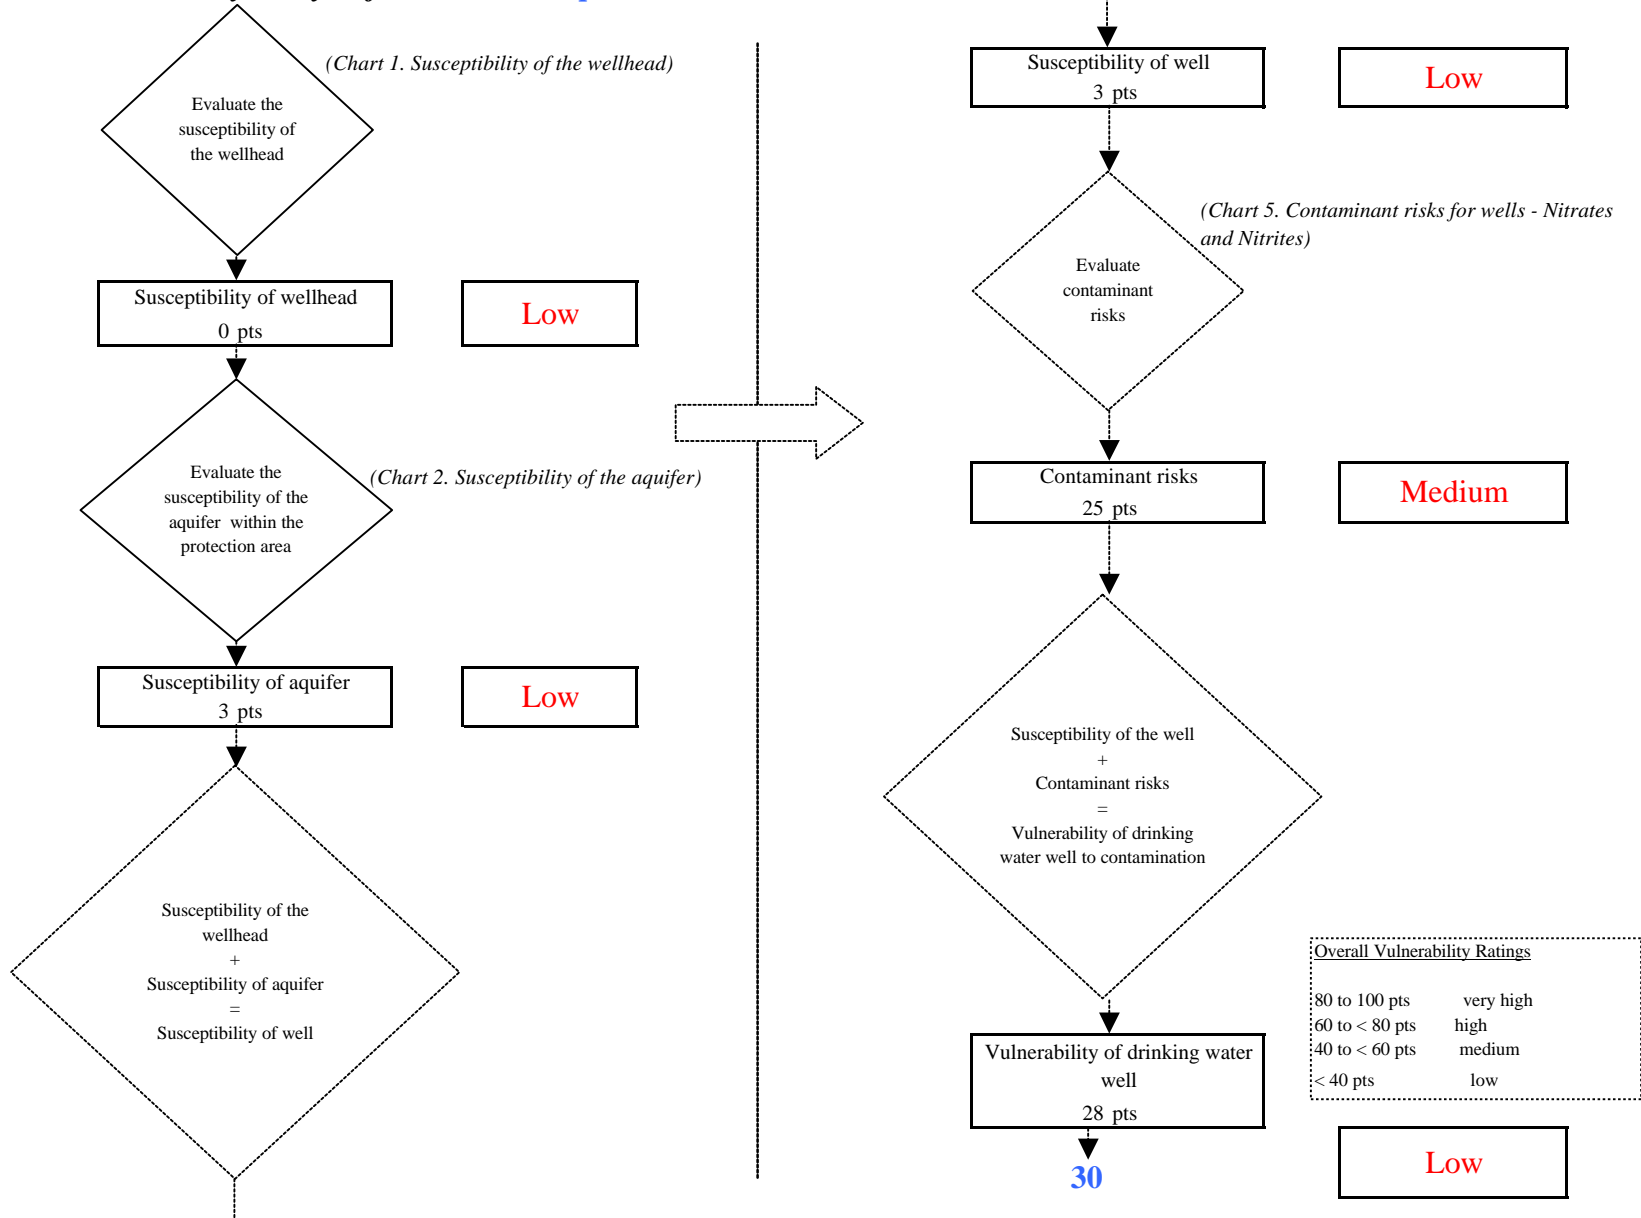 (Chart 1. Susceptibility of the wellhead)
Evaluate the
susceptibility of
the wellhead
Susceptibility of wellhead
0 pts
Low
Evaluate the
susceptibility of the
aquifer within the
protection area
(Chart 2. Susceptibility of the aquifer)
Susceptibility of aquifer
3 pts
Low
Susceptibility of the
wellhead
+
Susceptibility of aquifer
=
Susceptibility of well
Susceptibility of well
3 pts
Low
(Chart 5. Contaminant risks for wells - Nitrates
and Nitrites)
Evaluate
contaminant
risks
Contaminant risks
25 pts
Medium
Susceptibility of the well
+
Contaminant risks
=
Vulnerability of drinking
water well to contamination
Overall Vulnerability Ratings
80 to 100 pts very high
60 to < 80 pts high
40 to < 60 pts medium
< 40 pts low
Vulnerability of drinking water
well
28 pts
30
Low